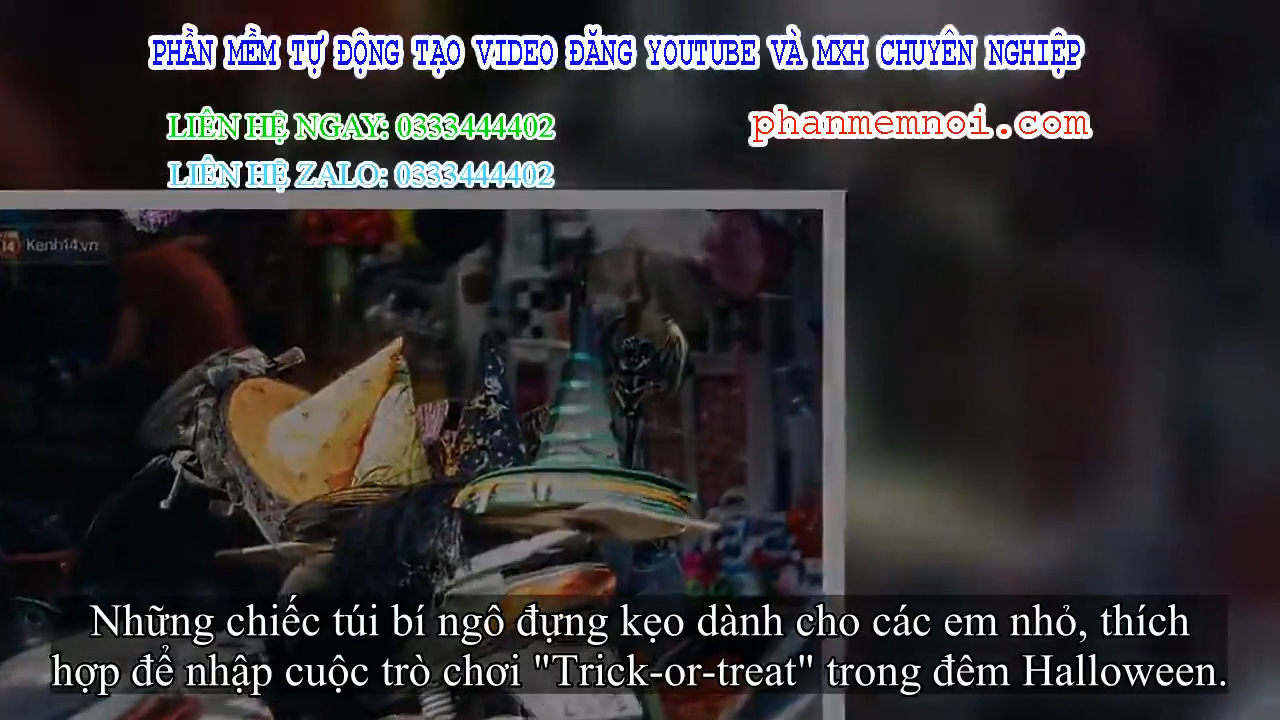 PHẦN MỀM TỰ ĐỘNG TẠO VIDEO ĐĂNG YOUTUBE VÀ MXH CHUYÊN NGHIỆP
LIÊN HỆ NGAY: 0333444402
phanmemnoi.com
LIÊN HỆ ZALO: 0333444402
14 Kenh14.vn
Những chiếc túi bí ngô đựng kẹo dành cho các em nhỏ, thích
hợp để nhập cuộc trò chơi "Trick-or-treat" trong đêm Halloween.